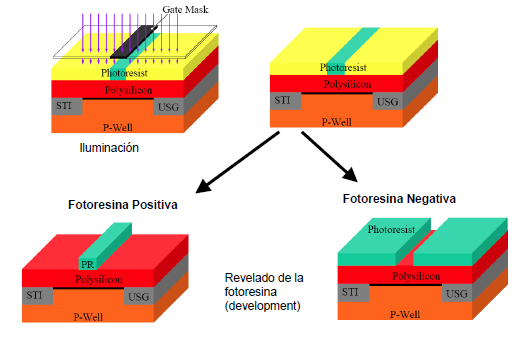 Gate Mask
Photoresist
Polysilicon
STI
USG
P-Well
Iluminación
Photoresist
Polysilicon
STI
USG
P-Well
Fotoresina Positiva
Fotoresina Negativa
PR
Polysilicon
STI
USG
P-Well
Revelado de la
fotoresina
(development)
Photoresist
Polysilicon
STI
USG
P-Well